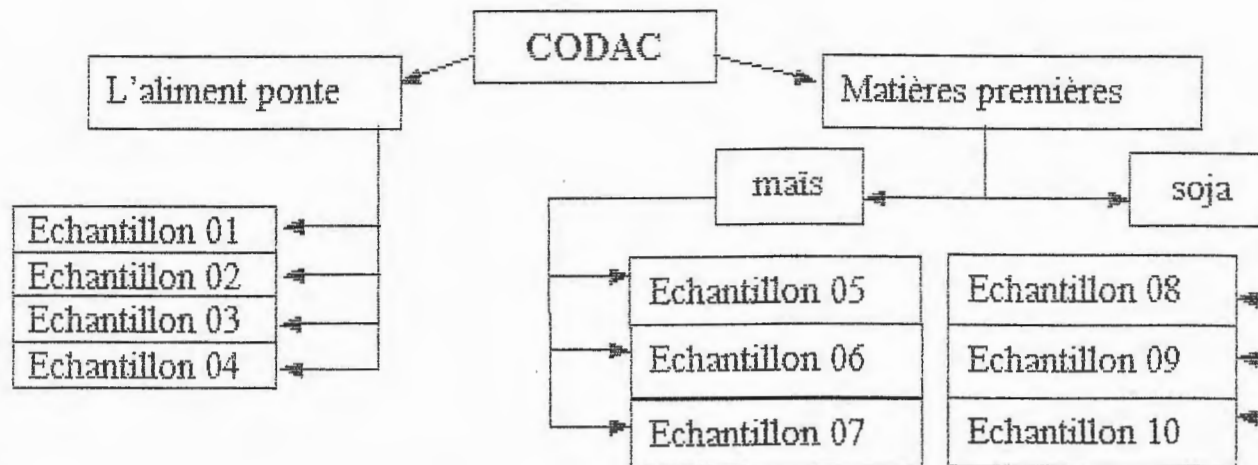 CODAC
L'aliment ponte
Matières premières
maïs
soja
Echantillon 01
Echantillon 02
Echantillon 03
Echantillon 04
Echantillon 05
Echantillon 06
Echantillon 07
Echantillon 08
Echantillon 09
Echantillon 10